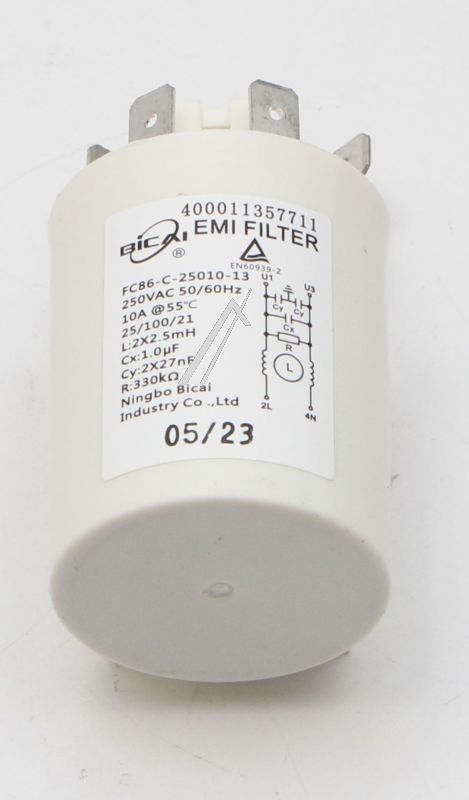 400011357711
BICAI ® EMI FILTER
EN60939-2
FC86-C-25010-13
250VAC 50/60Hz
10A @55℃
25/100/21
L:2X2.5mH
Cx:1.0μF
Cy:2X27nF
R:330kΩ
Ningbo Bicai
Industry Co .,Ltd
U1 U3
Cy Cy
Cx
R
L
2L 4N
05/23